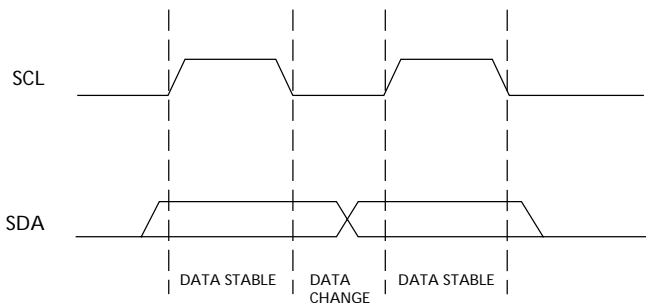 SCL
SDA
DATA STABLE
DATA
CHANGE
DATA STABLE